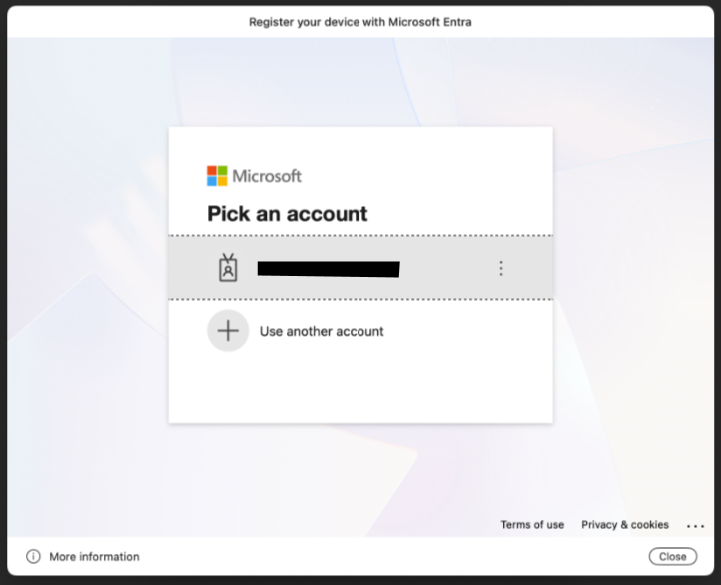 Register your device with Microsoft Entra
Microsoft
Pick an account
Use another account
Terms of use Privacy & cookies ...
More information Close